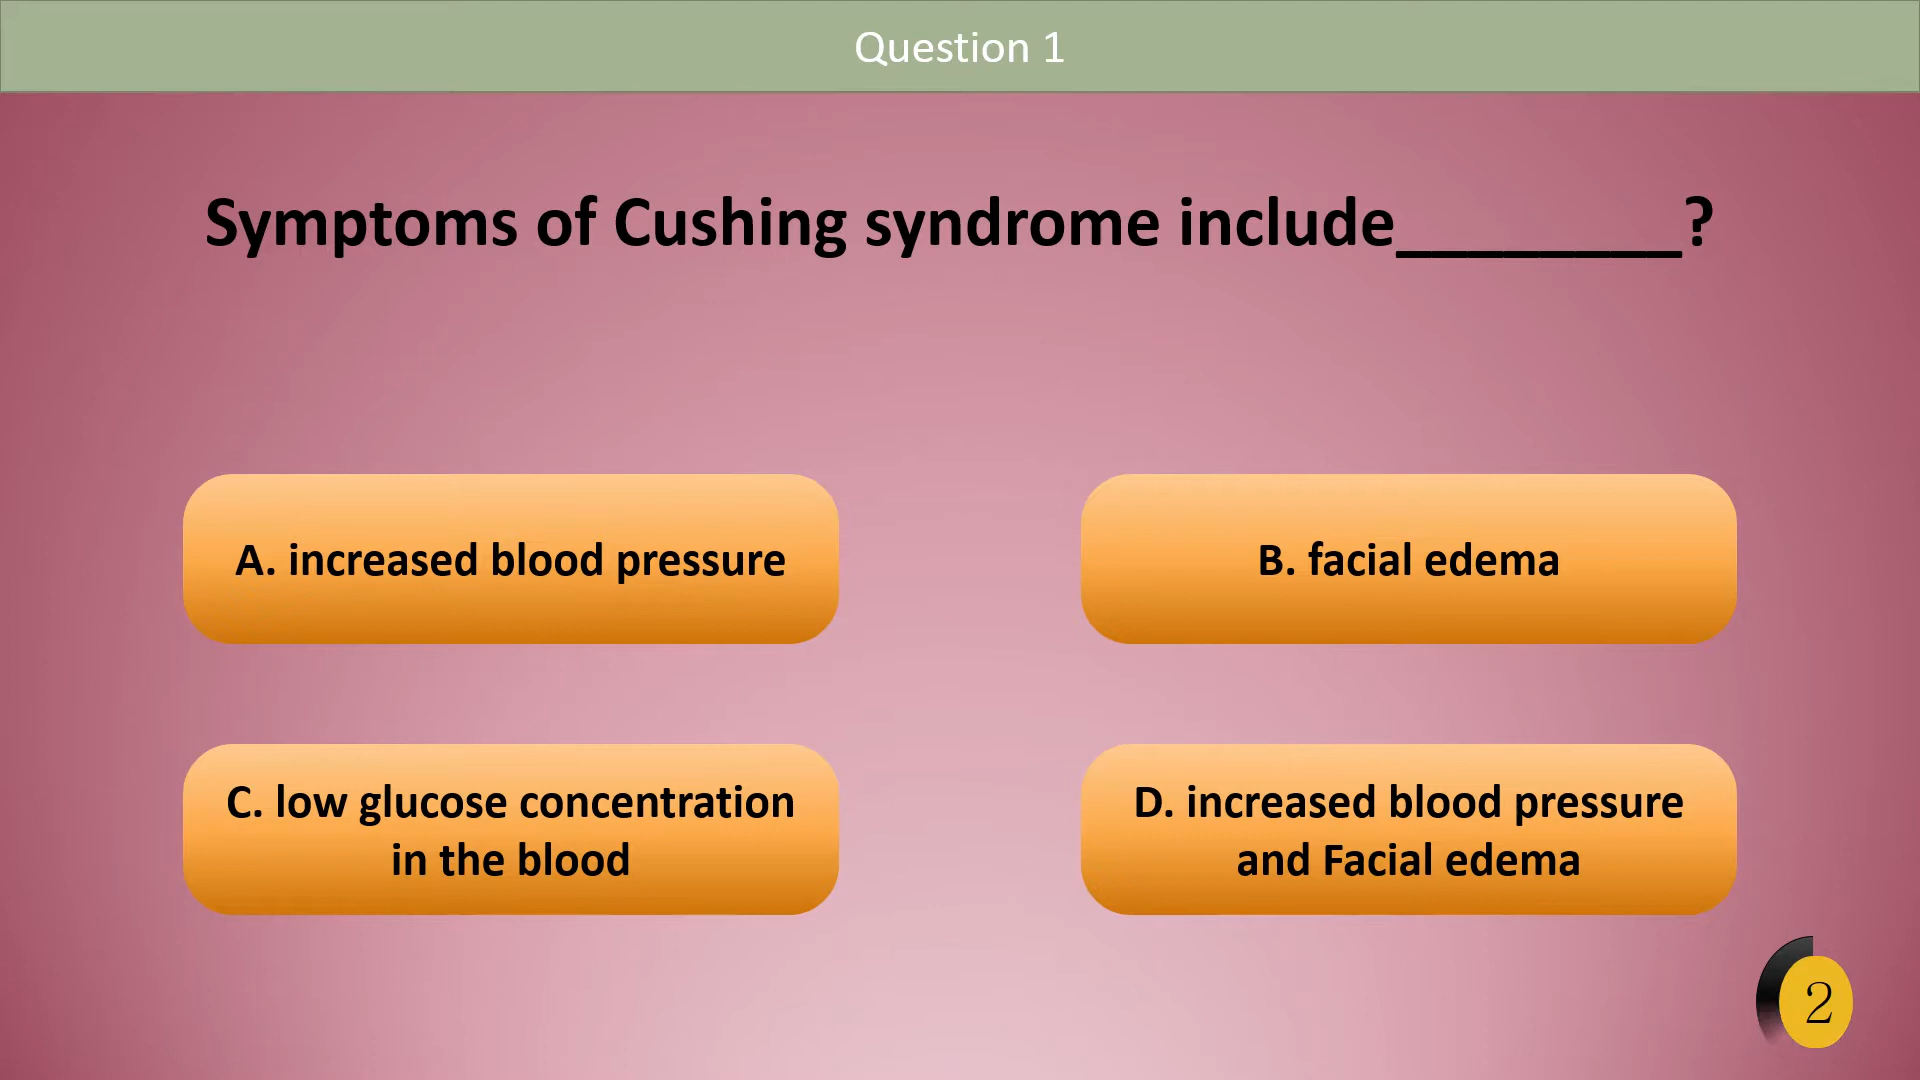 Question 1
Symptoms of Cushing syndrome include________?
A. increased blood pressure
B. facial edema
C. low glucose concentration
in the blood
D. increased blood pressure
and Facial edema
2